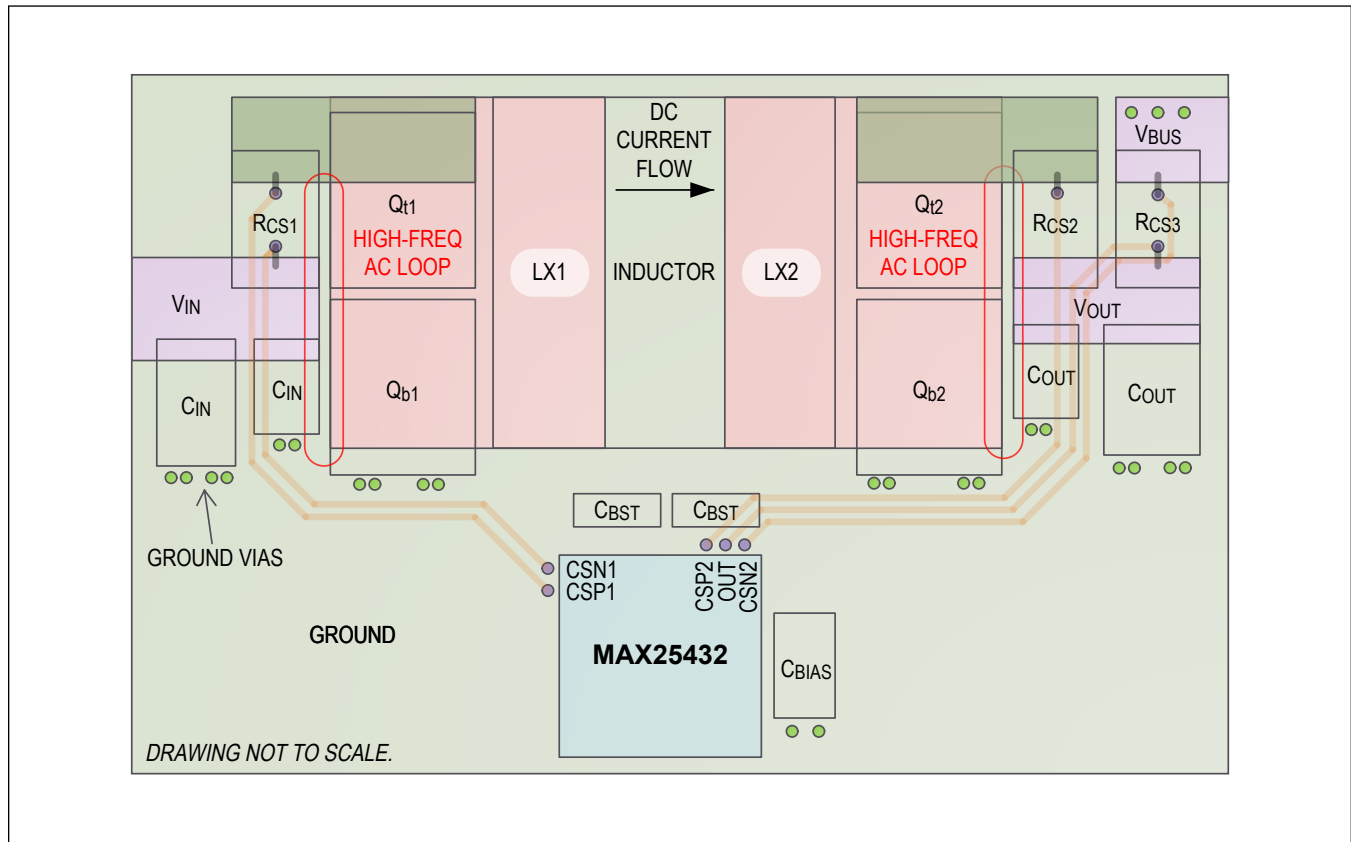 DC
CURRENT
FLOW
VBUS
RCS1
Qt1
HIGH-FREQ
AC LOOP
LX1
INDUCTOR
LX2
Qt2
HIGH-FREQ
AC LOOP
RCS2
RCS3
VIN
VOUT
CIN
CIN
Qb1
Qb2
COUT
COUT
GROUND VIAS
CBST
CBST
CSN1
CSP1
CSP2
OUT
CSN2
GROUND
MAX25432
CBIAS
DRAWING NOT TO SCALE.